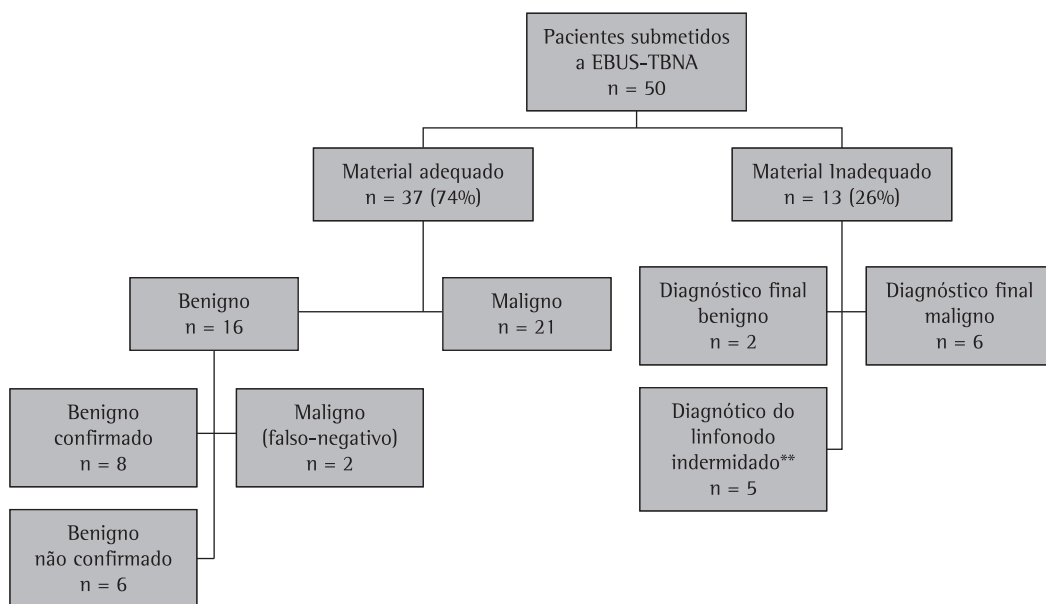 Pacientes submetidos
a EBUS-TBNA
n = 50
Material adequado
n = 37 (74%)
Material Inadequado
n = 13 (26%)
Benigno
n = 16
Maligno
n = 21
Diagnóstico final
benigno
n = 2
Diagnóstico final
maligno
n = 6
Benigno
confirmado
n = 8
Maligno
(falso-negativo)
n = 2
Diagnótico do
linfonodo
indermidado**
n = 5
Benigno
não confirmado
n = 6